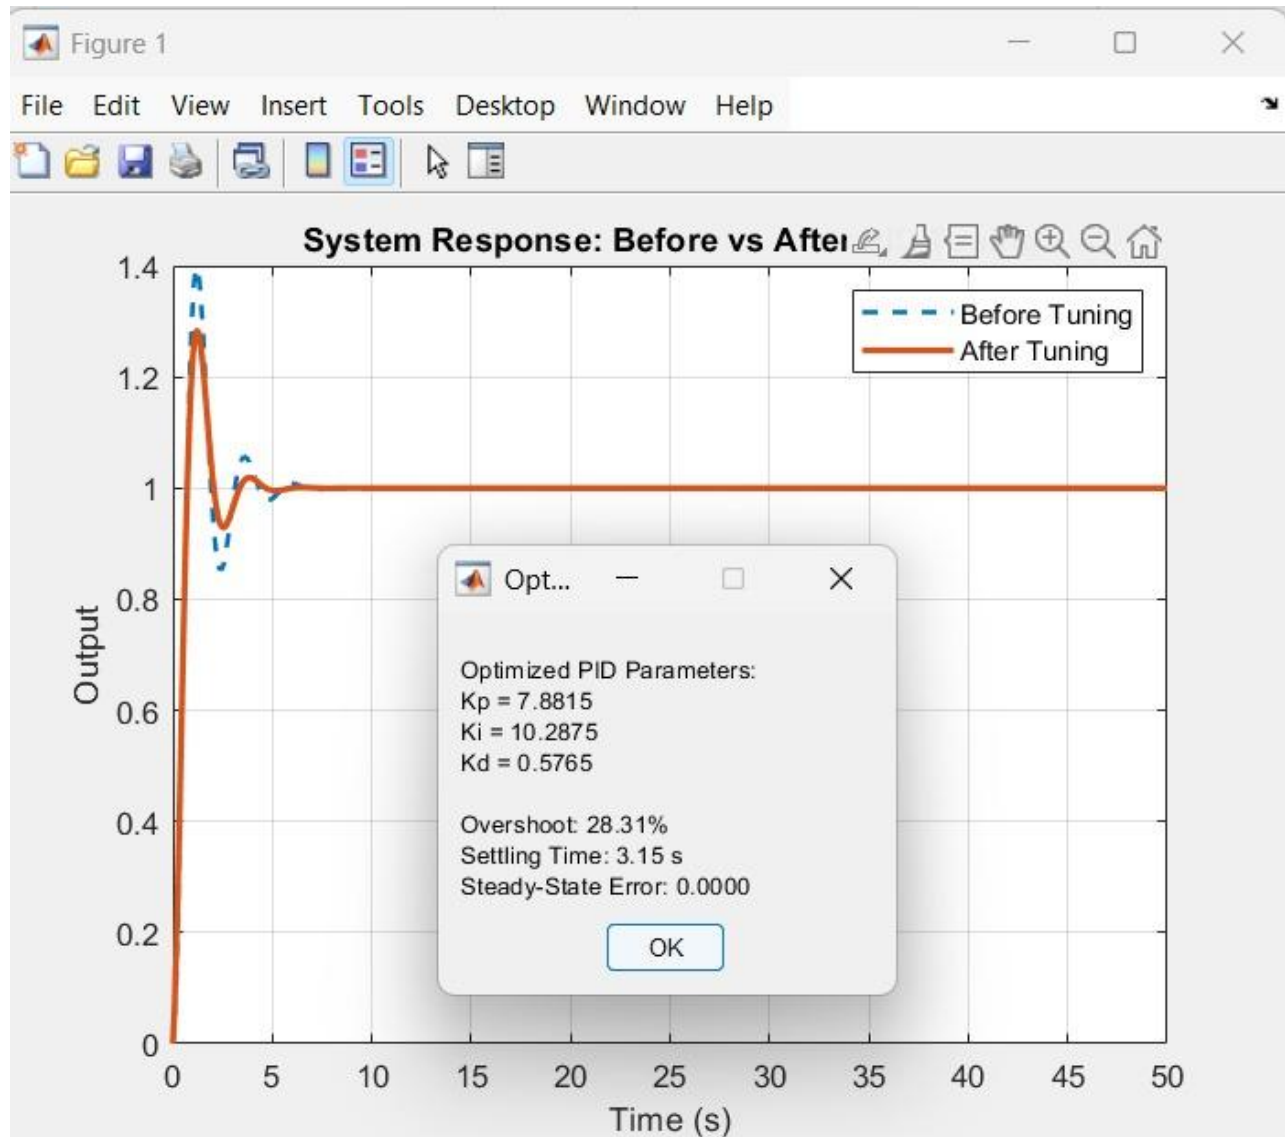 Figure 1
File Edit View Insert Tools Desktop Window Help
System Response: Before vs After
1.4
1.2
1
0.8
0.6
0.4
0.2
0
Output
Before Tuning
After Tuning
Opt...
Optimized PID Parameters:
Kp = 7.8815
Ki = 10.2875
Kd = 0.5765
Overshoot: 28.31%
Settling Time: 3.15 s
Steady-State Error: 0.0000
OK
0 5 10 15 20 25 30 35 40 45 50
Time (s)